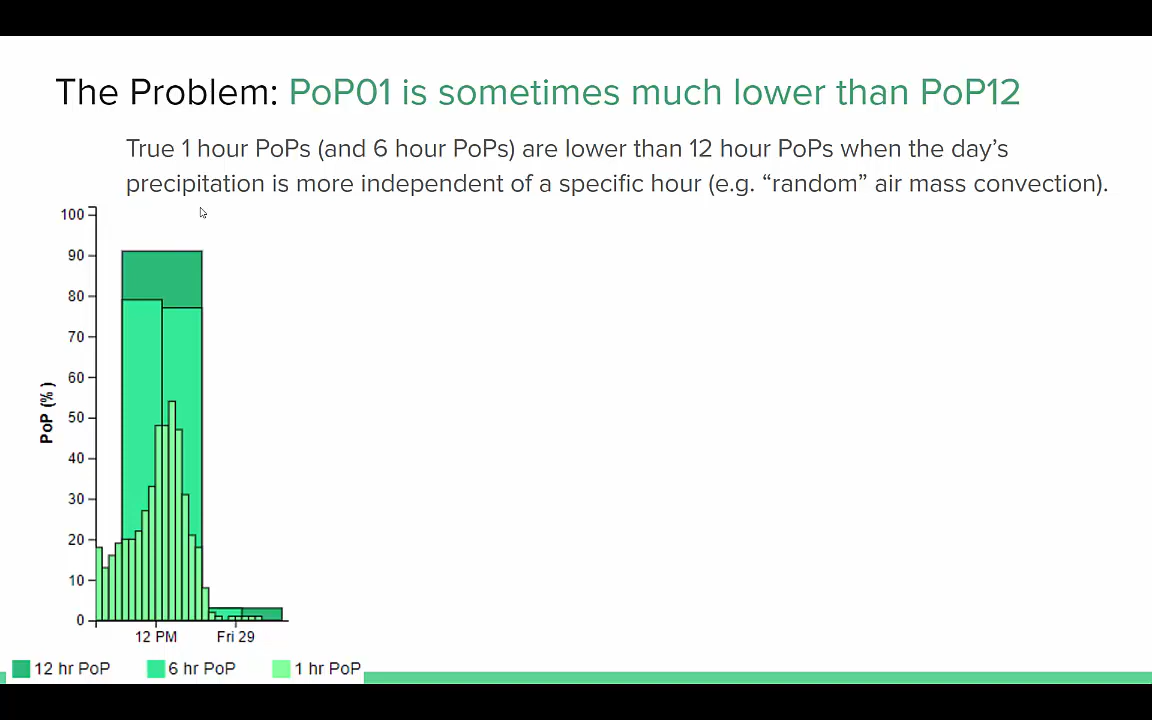 The Problem: PoP01 is sometimes much lower than PoP12
True 1 hour PoPs (and 6 hour PoPs) are lower than 12 hour PoPs when the day’s
precipitation is more independent of a specific hour (e.g. “random” air mass convection).
100
90
80
70
60
50
40
30
20
10
0
PoP (%)
12 PM
Fri 29
12 hr PoP
6 hr PoP
1 hr PoP